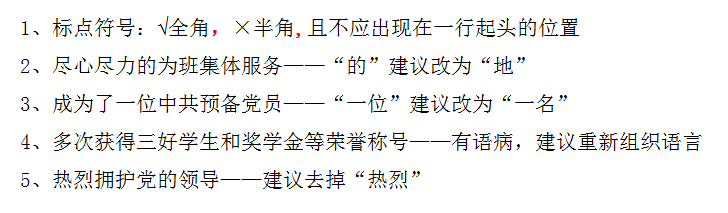 1、标点符号：√全角，×半角,且不应出现在一行起头的位置
2、尽心尽力的为班集体服务——“的”建议改为“地”
3、成为了一位中共预备党员——“一位”建议改为“一名”
4、多次获得三好学生和奖学金等荣誉称号——有语病，建议重新组织语言
5、热烈拥护党的领导——建议去掉“热烈”